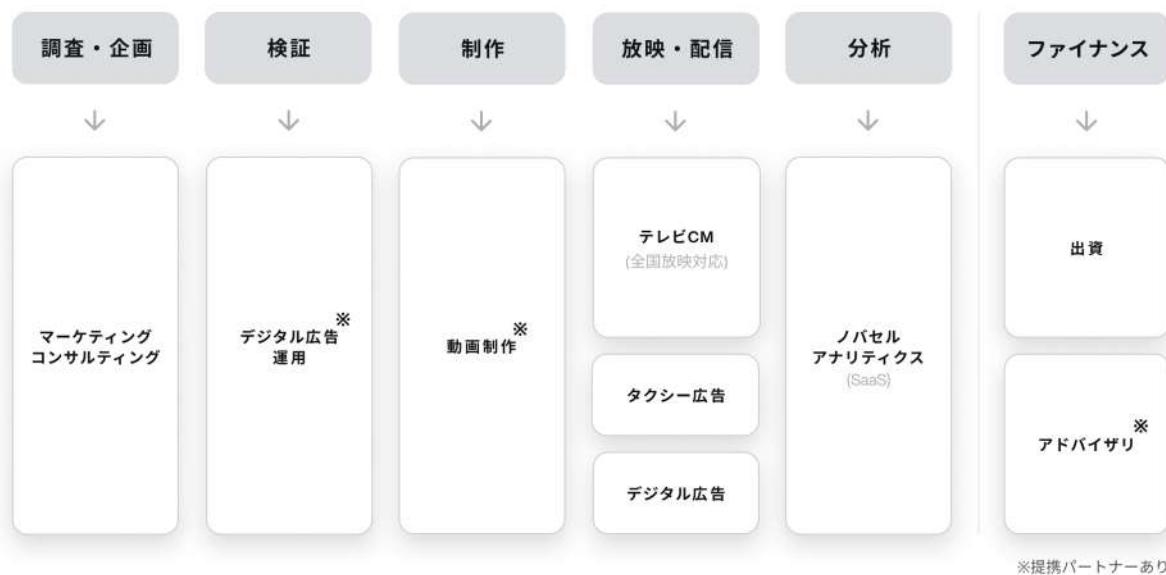 調査・企画
検証
制作
放映・配信
分析
ファイナンス
マーケティング
コンサルティング
デジタル広告※
運用
動画制作※
テレビCM
(全国放映対応)
タクシー広告
デジタル広告
ノバセル
アナリティクス
(SaaS)
出資
アドバイザリ※
※提携パートナーあり